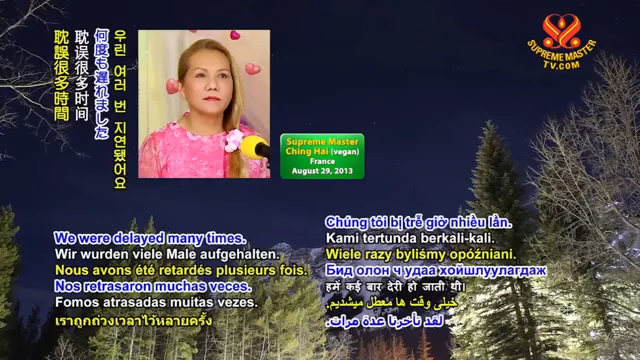 우린 여러 번 지연됐어요
何度も遅れました
耽误很多时间
耽誤很多時間
SUPREME MASTER
TV.COM
Supreme Master
Ching Hai (vegan)
France
August 29, 2013
We were delayed many times.
Wir wurden viele Male aufgehalten.
Nous avons été retardés plusieurs fois.
Nos retrasaron muchas veces.
Fomos atrasadas muitas vezes.
เราถูกถ่วงเวลาไว้หลายครั้ง
Chúng tôi bị trễ giờ nhiều lần.
Kami tertunda berkali-kali.
Wiele razy byliśmy opóźniani.
Бид олон ч удаа хойшлуулагдаж
हमें कई बार देरी हो जाती थी।
خیلی وقت ها معطل میشدیم.
لقد تأخرنا عدة مرات.